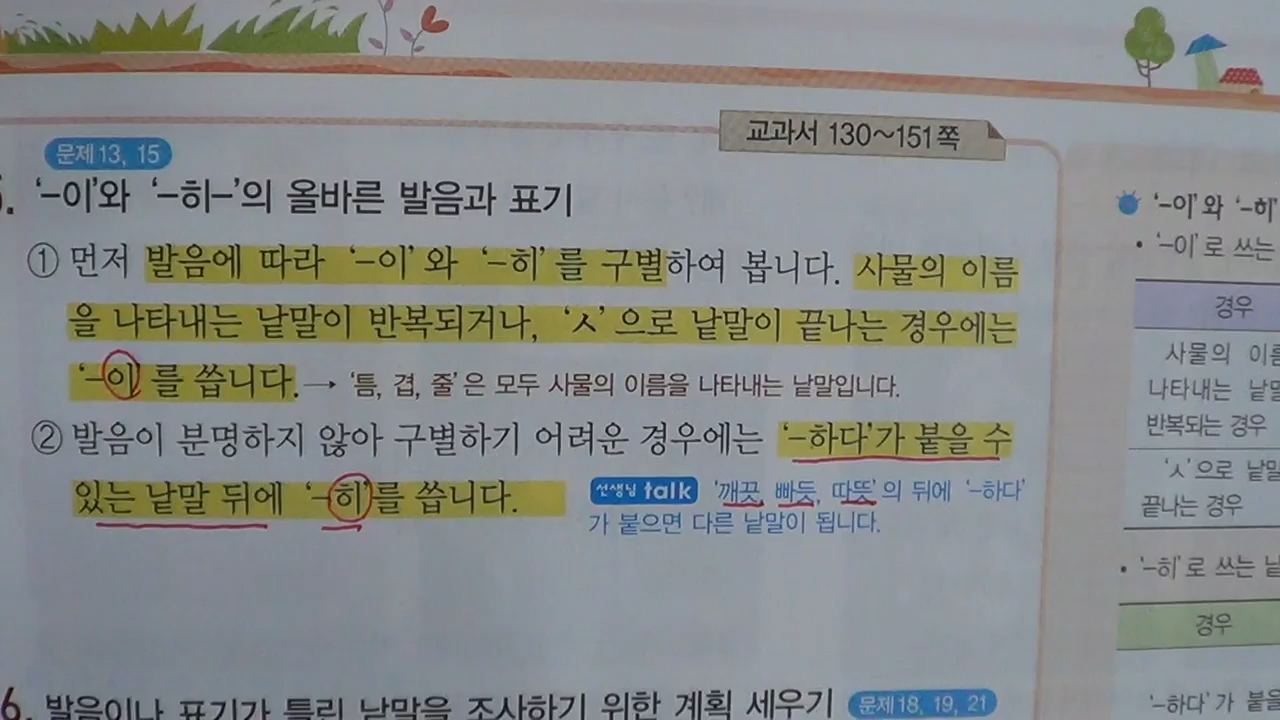 교과서 130~151쪽
문제 13, 15
5. ‘-이’와 ‘-히-’의 올바른 발음과 표기
① 먼저 발음에 따라 ‘-이’와 ‘-히’를 구별하여 봅니다. 사물의 이름
을 나타내는 낱말이 반복되거나, ‘ㅅ’으로 낱말이 끝나는 경우에는
‘-이’를 씁니다. → ‘틈, 겹, 줄’은 모두 사물의 이름을 나타내는 낱말입니다.
② 발음이 분명하지 않아 구별하기 어려운 경우에는 ‘-하다’가 붙을 수
있는 낱말 뒤에 ‘-히’를 씁니다.
선생님 talk ‘깨끗, 빠듯, 따뜻’의 뒤에 ‘-하다’
가 붙으면 다른 낱말이 됩니다.
6. 발음이나 표기가 틀린 낱말을 조사하기 위한 계획 세우기 문제 18, 19, 21
‘-이’와 ‘-히’
• ‘-이’로 쓰는
경우
사물의 이름
나타내는 낱말
반복되는 경우
‘ㅅ’으로 낱말
끝나는 경우
• ‘-히’로 쓰는
경우
‘-하다’가 붙을